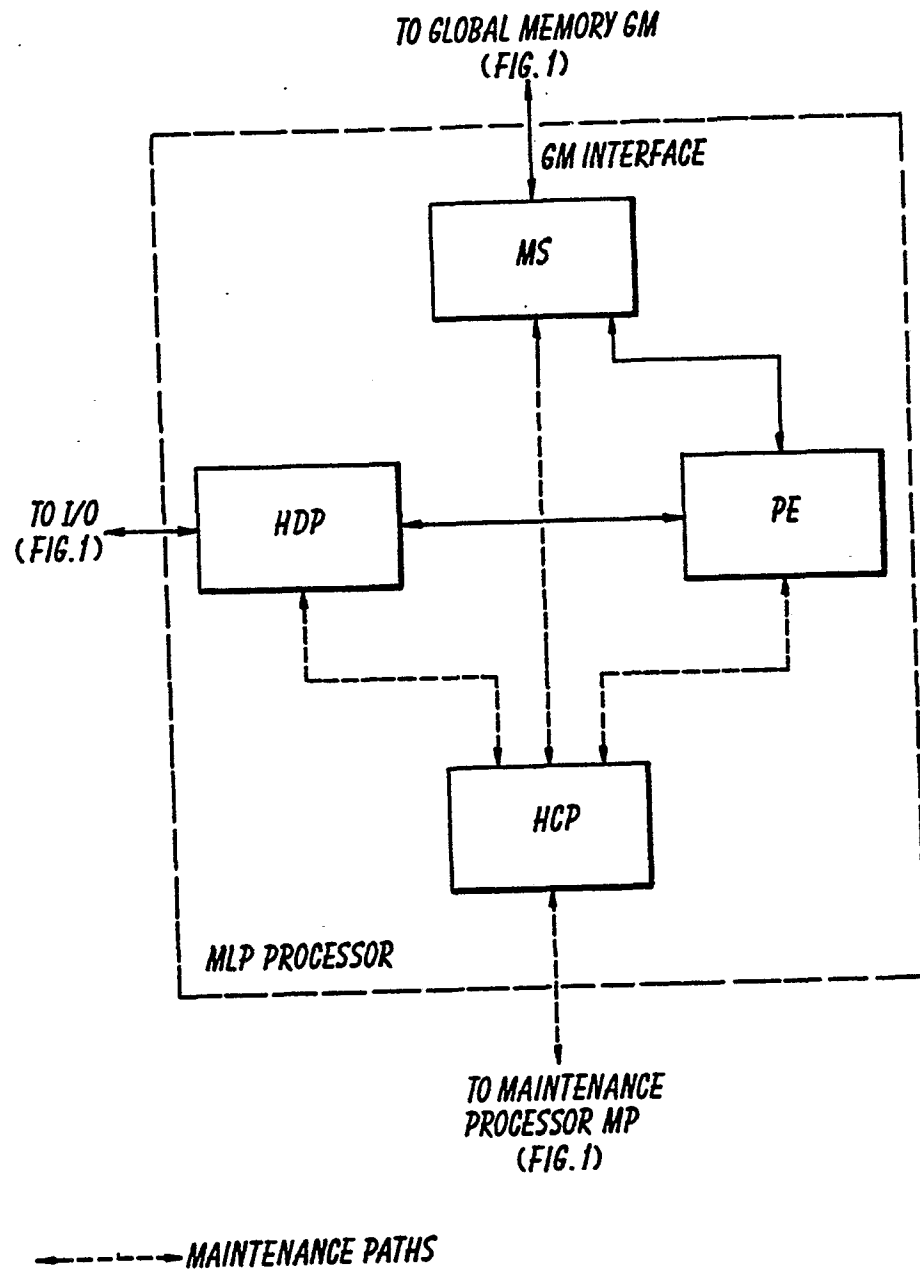 TO GLOBAL MEMORY GM
(FIG. 1)
GM INTERFACE
MS
HDP
PE
TO I/O
(FIG. 1)
HCP
MLP PROCESSOR
TO MAINTENANCE
PROCESSOR MP
(FIG. 1)
MAINTENANCE PATHS